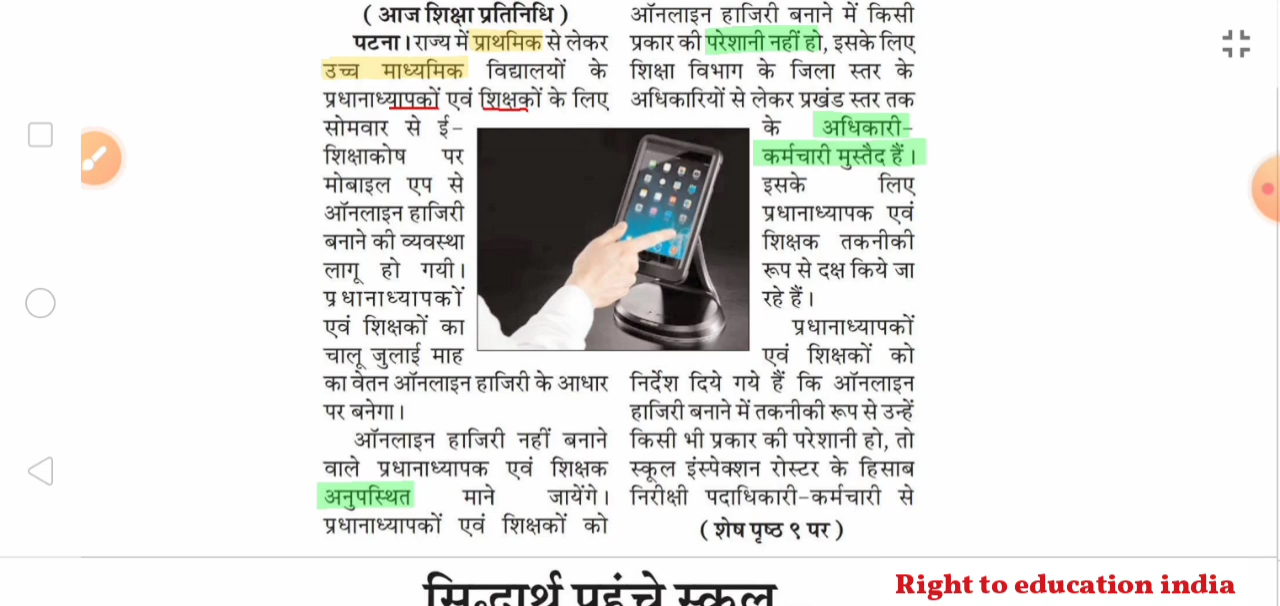 ( आज शिक्षा प्रतिनिधि )
पटना। राज्य में प्राथमिक से लेकर
उच्च माध्यमिक विद्यालयों के
प्रधानाध्यापकों एवं शिक्षकों के लिए
सोमवार से ई-
शिक्षाकोष पर
मोबाइल एप से
ऑनलाइन हाजिरी
बनाने की व्यवस्था
लागू हो गयी।
प्रधानाध्यापकों
एवं शिक्षकों का
चालू जुलाई माह
का वेतन ऑनलाइन हाजिरी के आधार
पर बनेगा।
ऑनलाइन हाजिरी नहीं बनाने
वाले प्रधानाध्यापक एवं शिक्षक
अनुपस्थित माने जायेंगे।
प्रधानाध्यापकों एवं शिक्षकों को
ऑनलाइन हाजिरी बनाने में किसी
प्रकार की परेशानी नहीं हो, इसके लिए
शिक्षा विभाग के जिला स्तर के
अधिकारियों से लेकर प्रखंड स्तर तक
के अधिकारी-
कर्मचारी मुस्तैद हैं।
इसके लिए
प्रधानाध्यापक एवं
शिक्षक तकनीकी
रूप से दक्ष किये जा
रहे हैं।
प्रधानाध्यापकों
एवं शिक्षकों को
निर्देश दिये गये हैं कि ऑनलाइन
हाजिरी बनाने में तकनीकी रूप से उन्हें
किसी भी प्रकार की परेशानी हो, तो
स्कूल इंस्पेक्शन रोस्टर के हिसाब
निरीक्षी पदाधिकारी-कर्मचारी से
( शेष पृष्ठ ९ पर )
सिद्धार्थ पहुंचे स्कूल
Right to education india